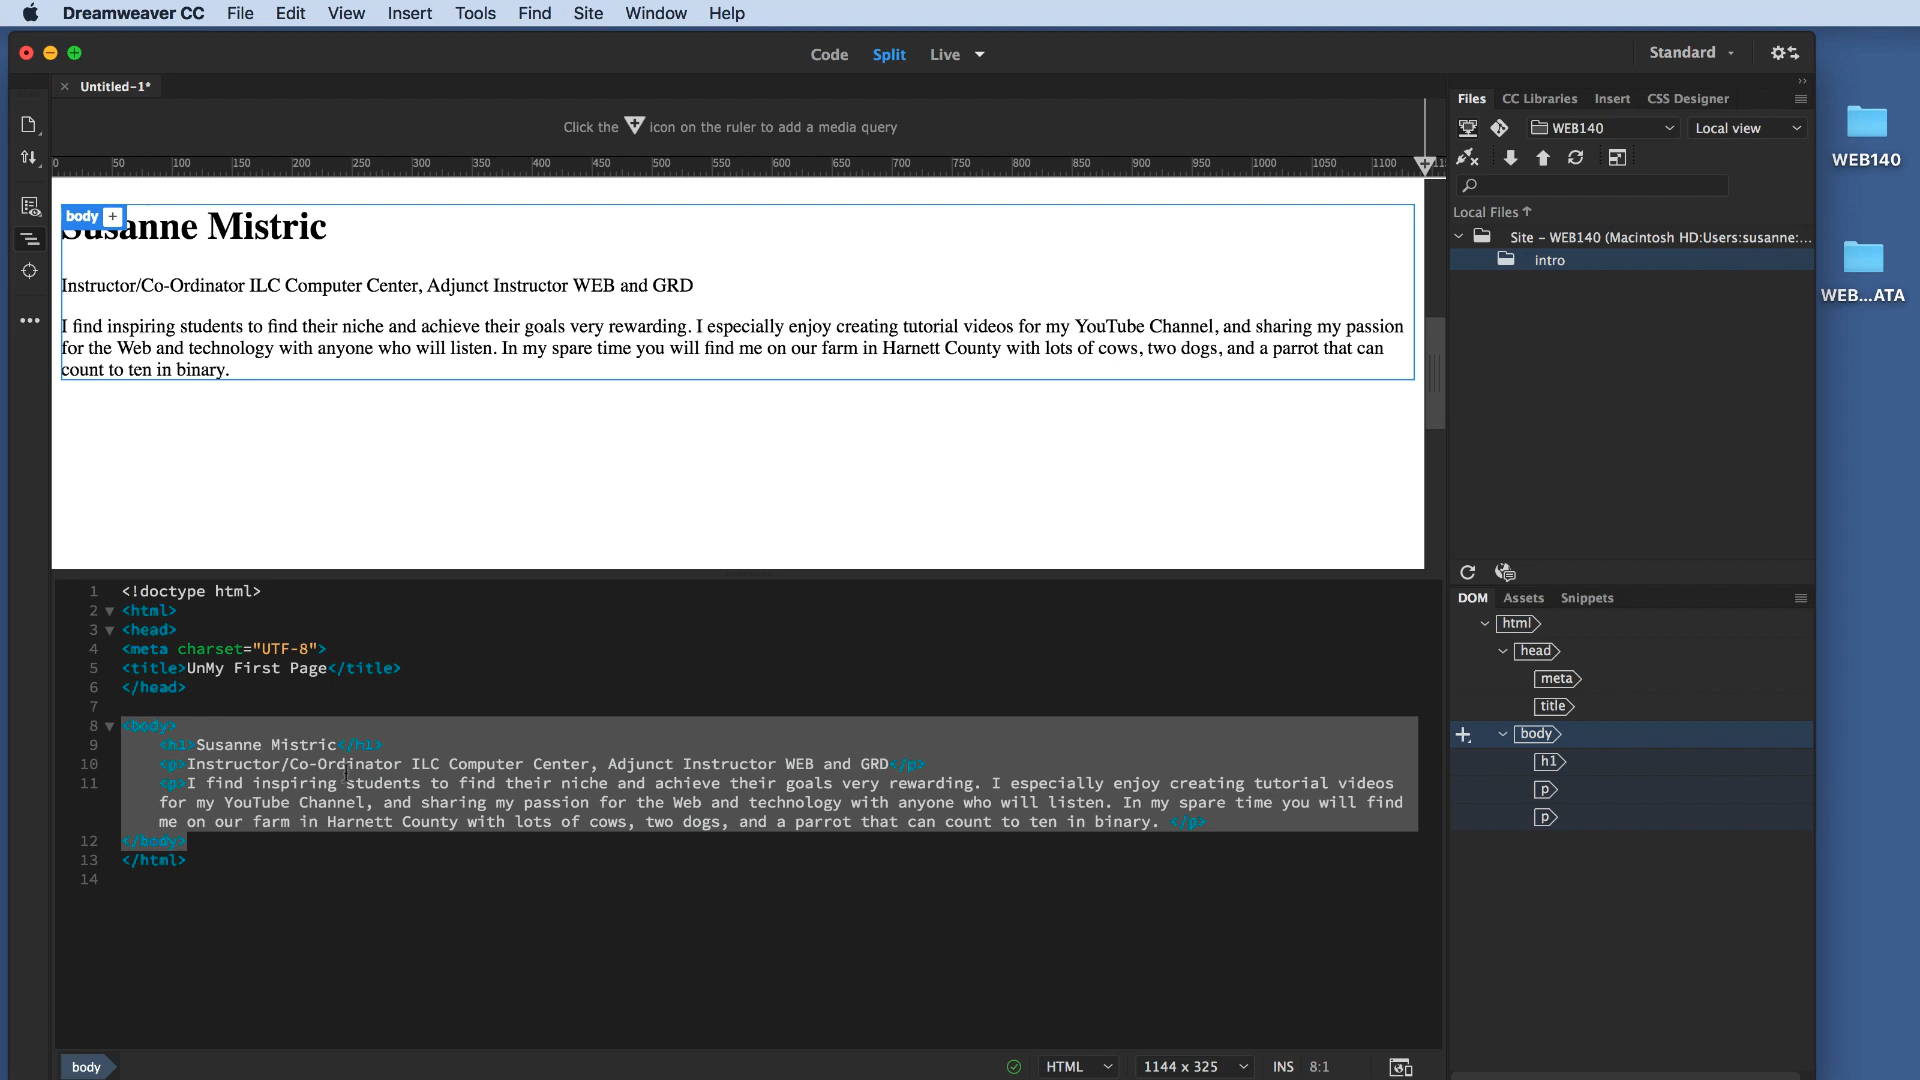 Dreamweaver CC File Edit View Insert Tools Find Site Window Help
Code Split Live
Standard
Untitled-1*
Click the icon on the ruler to add a media query
0 50 100 150 200 250 300 350 400 450 500 550 600 650 700 750 800 850 900 950 1000 1050 1100
body +
Susanne Mistric
Instructor/Co-Ordinator ILC Computer Center, Adjunct Instructor WEB and GRD
I find inspiring students to find their niche and achieve their goals very rewarding. I especially enjoy creating tutorial videos for my YouTube Channel, and sharing my passion
for the Web and technology with anyone who will listen. In my spare time you will find me on our farm in Harnett County with lots of cows, two dogs, and a parrot that can
count to ten in binary.
1 <!doctype html>
2 <html>
3 <head>
4 <meta charset="UTF-8">
5 <title>UnMy First Page</title>
6 </head>
7
8 <body>
9 <h1>Susanne Mistric</h1>
10 <p>Instructor/Co-Ordinator ILC Computer Center, Adjunct Instructor WEB and GRD</p>
11 <p>I find inspiring students to find their niche and achieve their goals very rewarding. I especially enjoy creating tutorial videos
for my YouTube Channel, and sharing my passion for the Web and technology with anyone who will listen. In my spare time you will find
me on our farm in Harnett County with lots of cows, two dogs, and a parrot that can count to ten in binary. </p>
12 </body>
13 </html>
14
body
HTML 1144 x 325 INS 8:1
Files CC Libraries Insert CSS Designer
WEB140 Local view
Local Files
Site - WEB140 (Macintosh HD:Users:susanne:...
intro
DOM Assets Snippets
html
head
meta
title
body
h1
p
p
WEB140
WEB...ATA